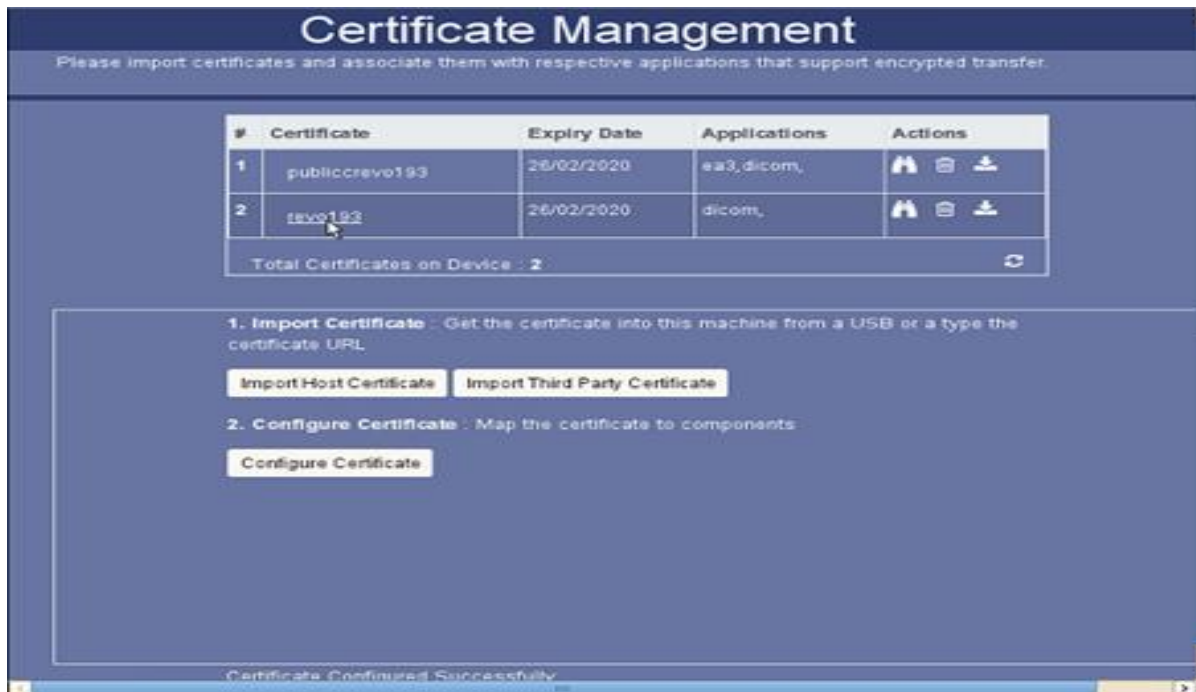 Certificate Management
Please import certificates and associate them with respective applications that support encrypted transfer.
# Certificate Expiry Date Applications Actions
1 publiccrevo193 26/02/2020 ea3,dicom,
2 revo193 26/02/2020 dicom,
Total Certificates on Device : 2
1. Import Certificate : Get the certificate into this machine from a USB or a type the
certificate URL
Import Host Certificate Import Third Party Certificate
2. Configure Certificate : Map the certificate to components
Configure Certificate
Certificate Configured Successfully